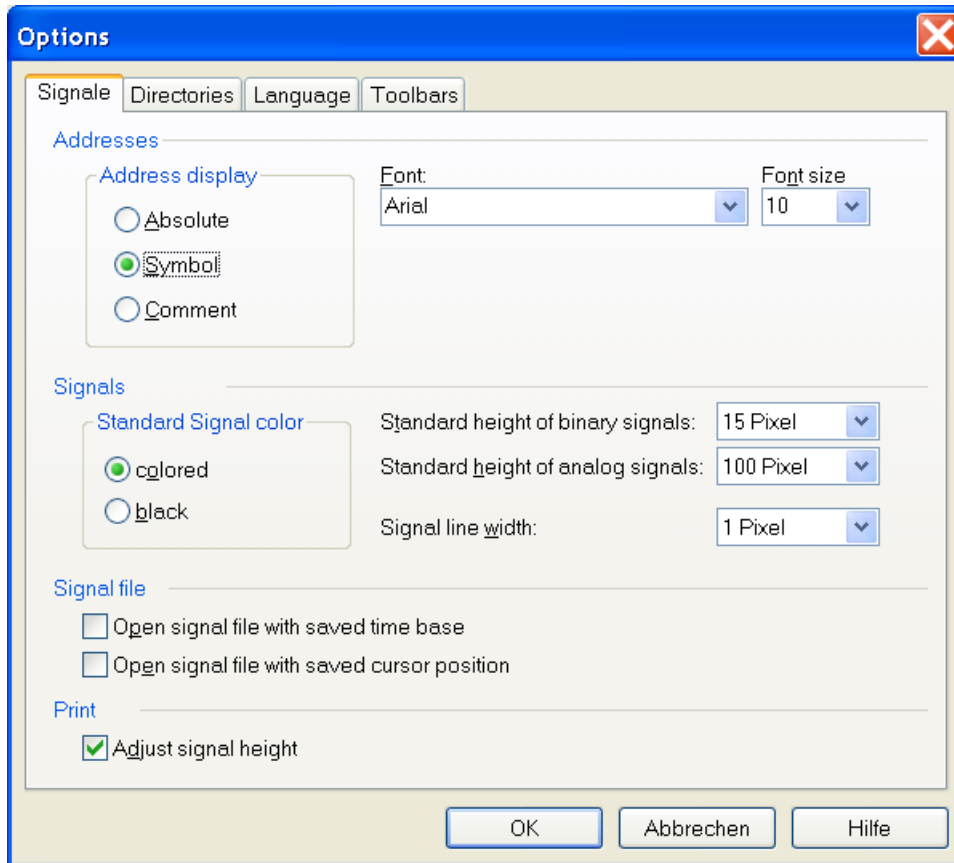 Options
Signale Directories Language Toolbars
Addresses
Address display
Font:
Font size
Absolute
Arial
10
Symbol
Comment
Signals
Standard Signal color
Standard height of binary signals: 15 Pixel
colored
Standard height of analog signals: 100 Pixel
black
Signal line width: 1 Pixel
Signal file
Open signal file with saved time base
Open signal file with saved cursor position
Print
Adjust signal height
OK Abbrechen Hilfe